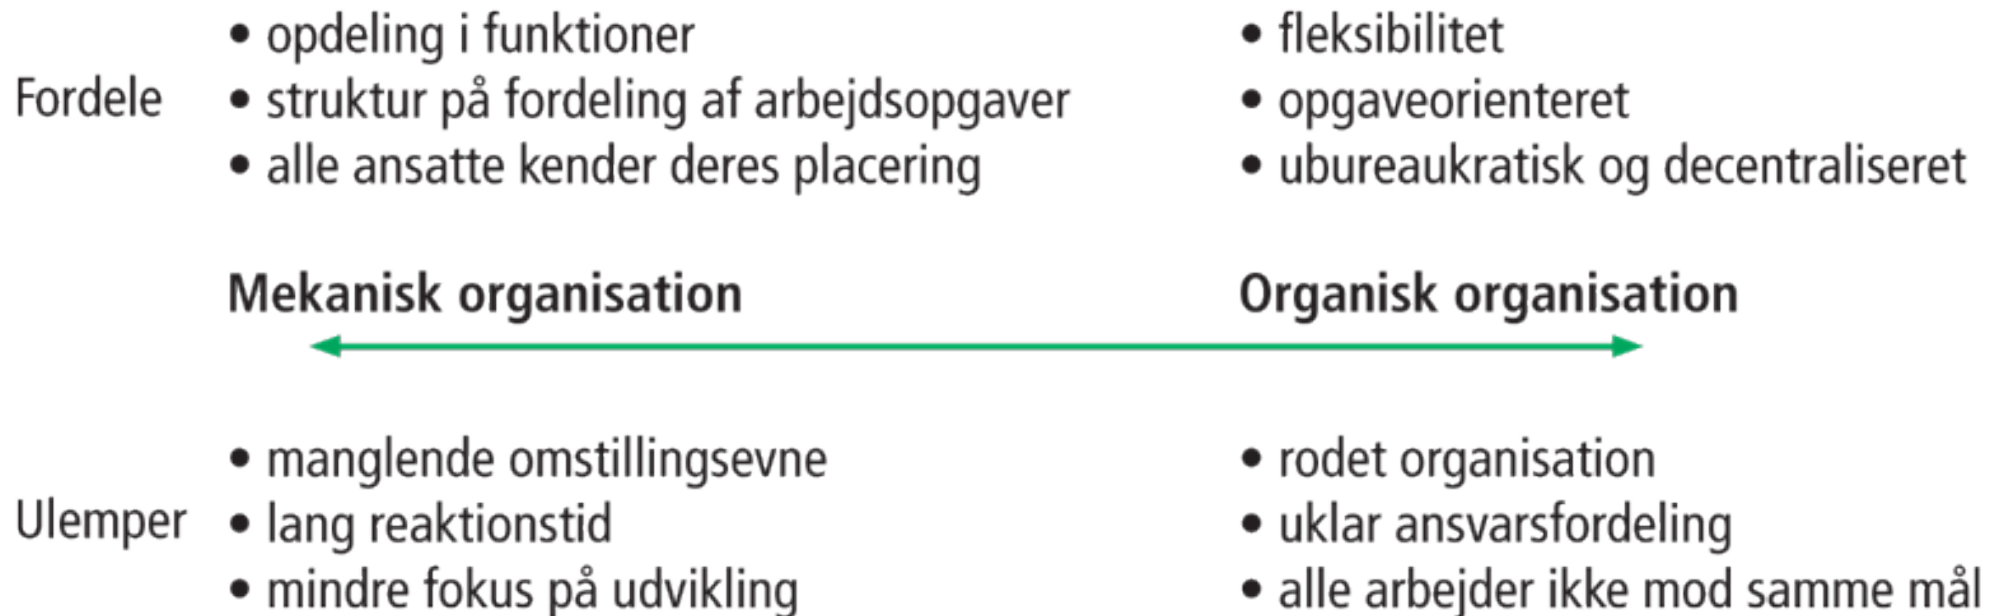 Fordele
• opdeling i funktioner
• struktur på fordeling af arbejdsopgaver
• alle ansatte kender deres placering
• fleksibilitet
• opgaveorienteret
• ubureaukratisk og decentraliseret
Mekanisk organisation
Organisk organisation
Ulemper
• manglende omstillingsevne
• lang reaktionstid
• mindre fokus på udvikling
• rodet organisation
• uklar ansvarsfordeling
• alle arbejder ikke mod samme mål